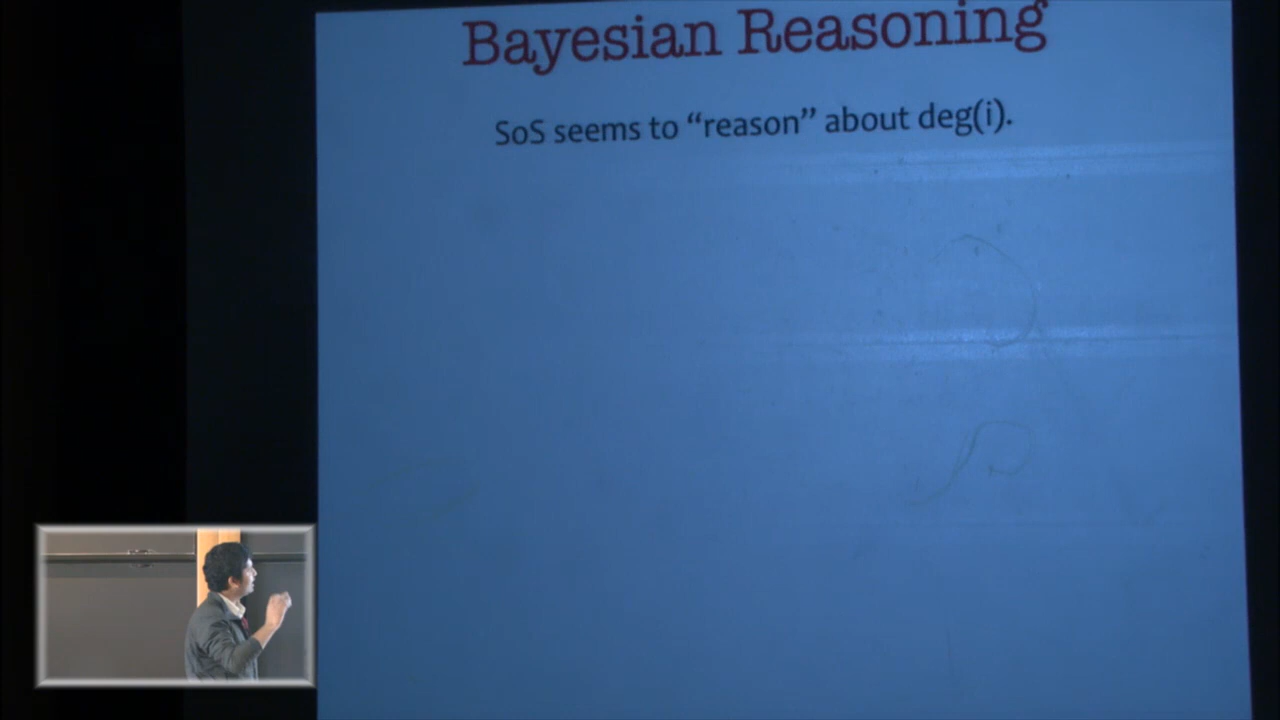 Bayesian Reasoning
SoS seems to “reason” about deg(i).